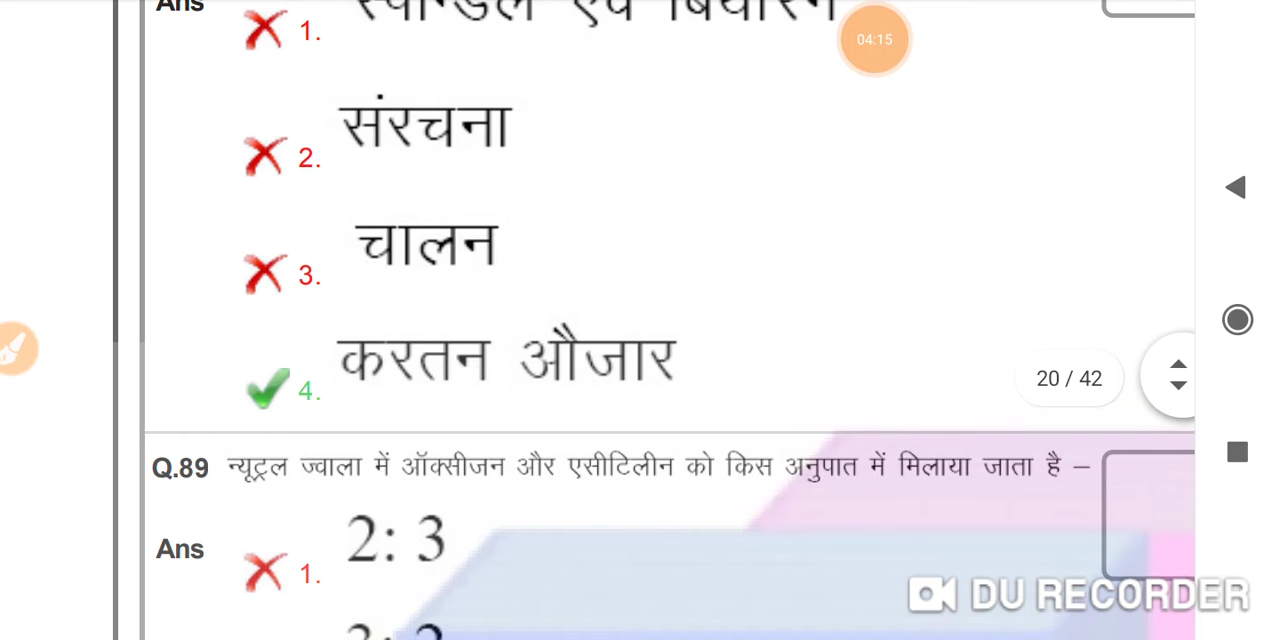 Ans
1.
04:15
2. संरचना
3. चालन
4. करतन औजार
20 / 42
Q.89 न्यूट्रल ज्वाला में ऑक्सीजन और एसीटिलीन को किस अनुपात में मिलाया जाता है –
Ans
1. 2: 3
DU RECORDER